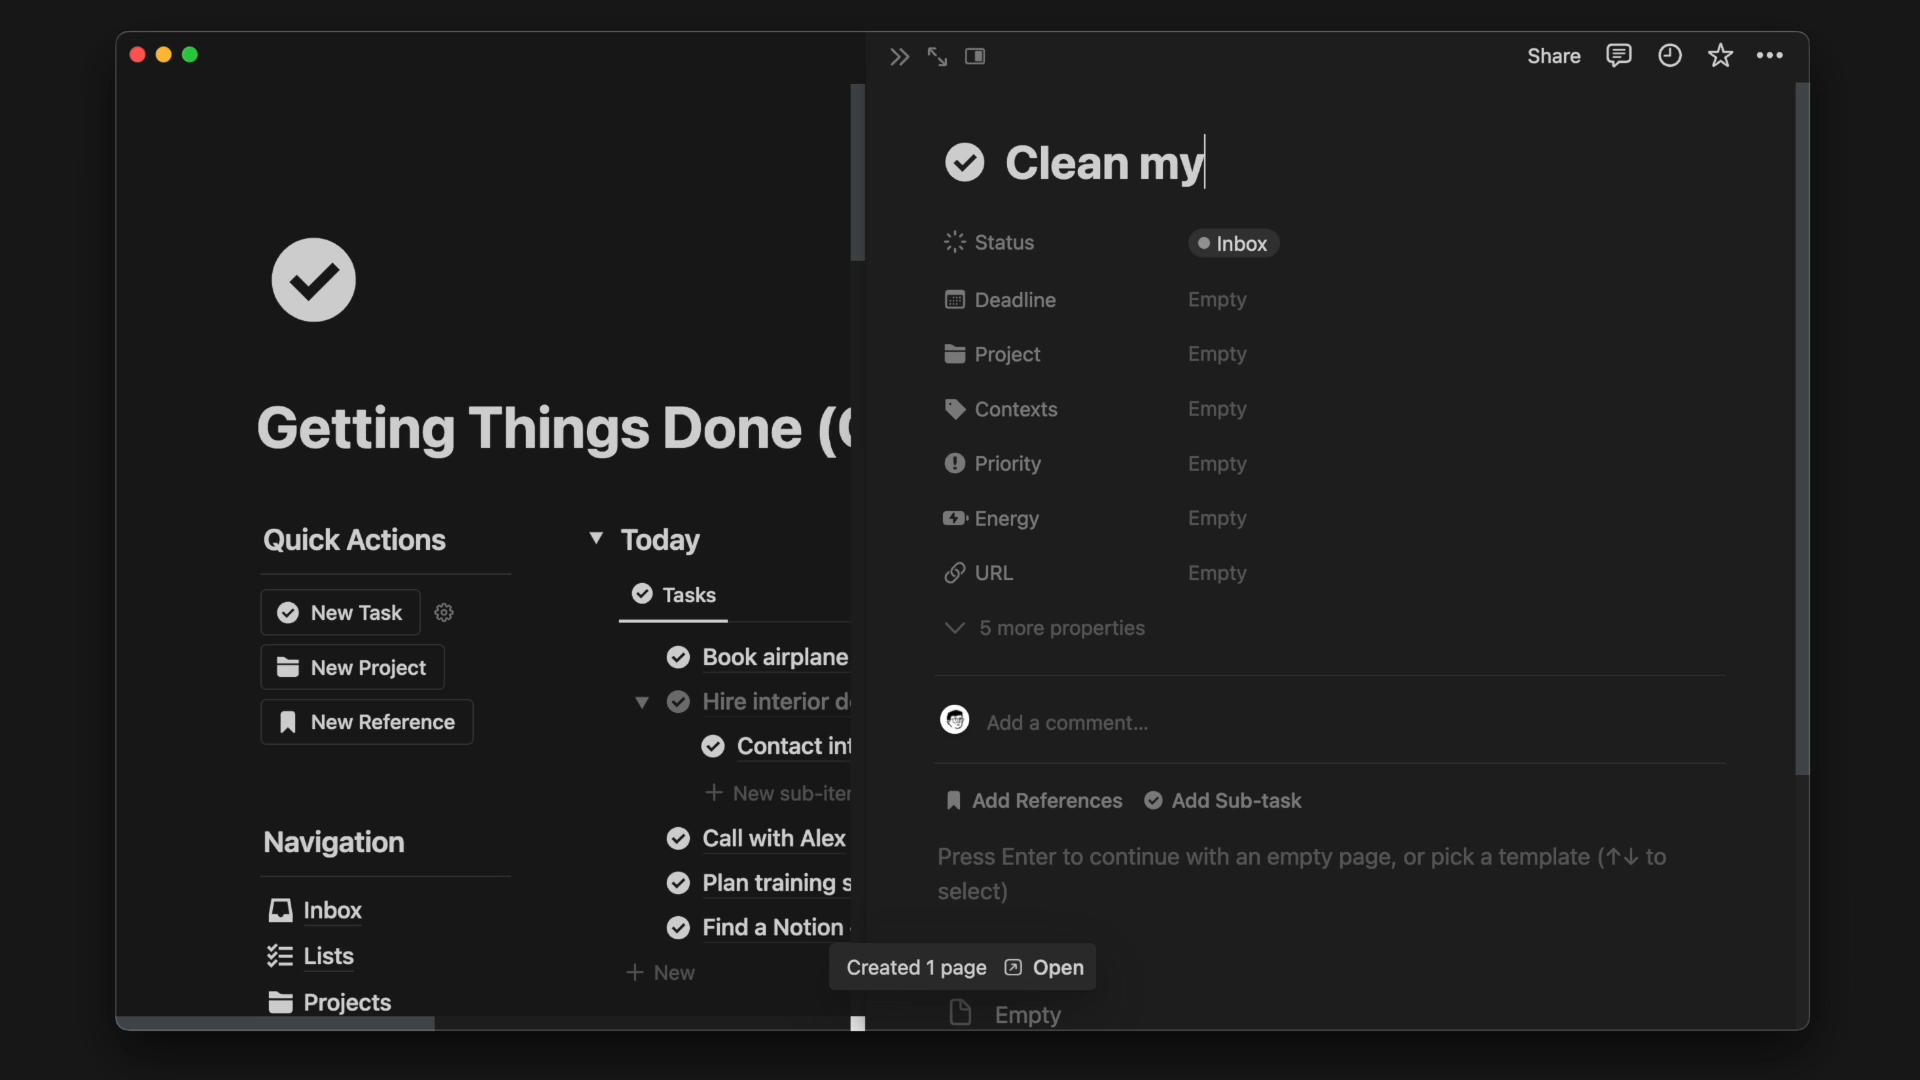 Share
Clean my
Status
Inbox
Deadline
Empty
Project
Empty
Contexts
Empty
Priority
Empty
Energy
Empty
URL
Empty
5 more properties
Add a comment...
Add References
Add Sub-task
Press Enter to continue with an empty page, or pick a template (↑↓ to
select)
Empty
Getting Things Done (
Quick Actions
New Task
New Project
New Reference
Navigation
Inbox
Lists
Projects
Today
Tasks
Book airplane
Hire interior d
Contact int
New sub-iter
Call with Alex
Plan training s
Find a Notion
New
Created 1 page
Open